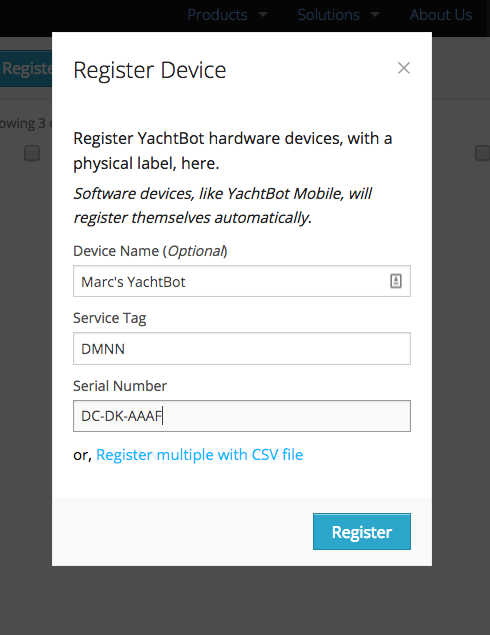 Products
Solutions
About Us
Registe
owing 3
Register Device
Register YachtBot hardware devices, with a
physical label, here.
Software devices, like YachtBot Mobile, will
register themselves automatically.
Device Name (Optional)
Marc's YachtBot
Service Tag
DMNN
Serial Number
DC-DK-AAAF
or, Register multiple with CSV file
Register